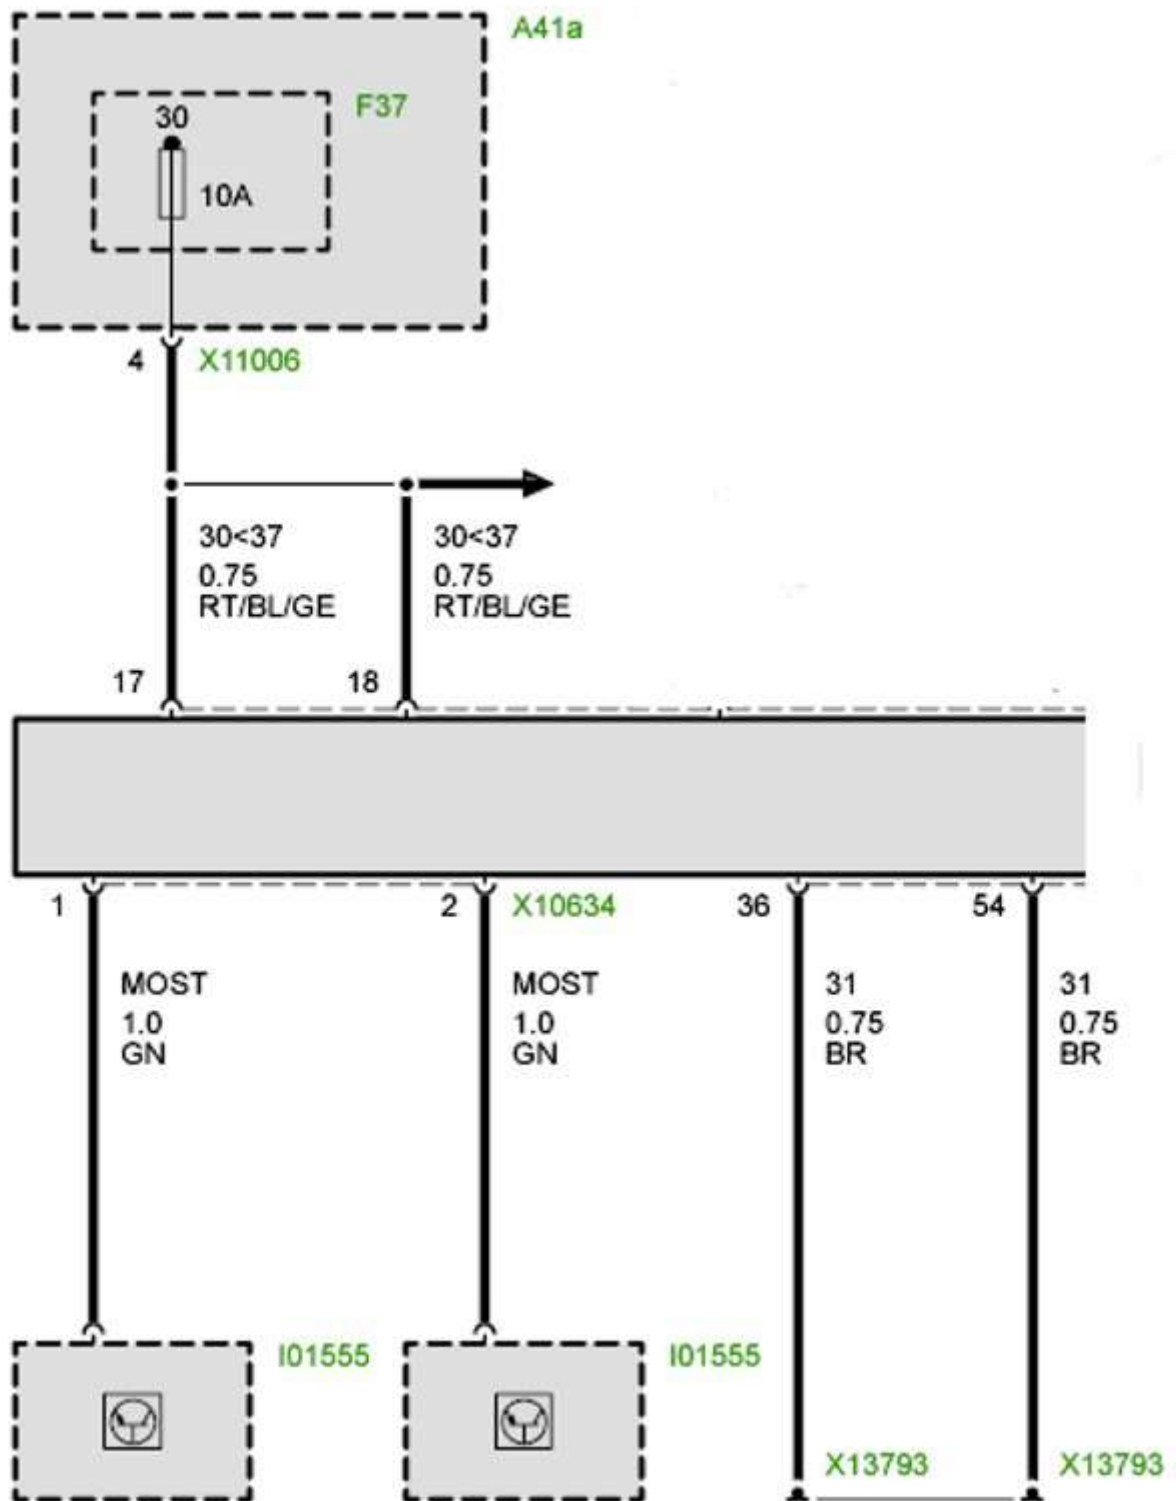 A41a
F37
30
10A
4 X11006
30<37 30<37
0.75 0.75
RT/BL/GE RT/BL/GE
17 18
1 2 X10634 36 54
MOST MOST 31 31
1.0 1.0 0.75 0.75
GN GN BR BR
I01555 I01555
X13793 X13793